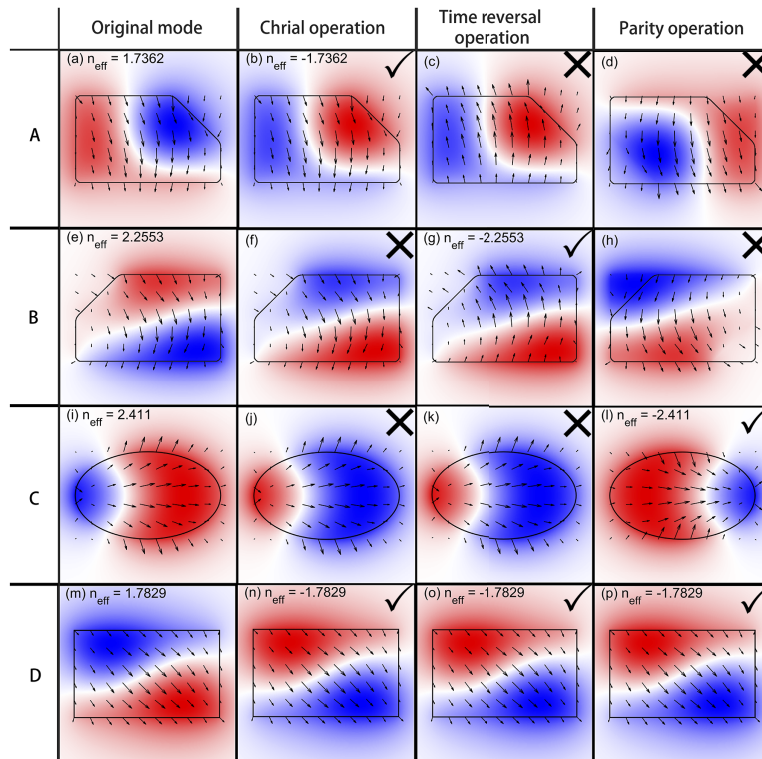 Original mode
Chrial operation
Time reversal
operation
Parity operation
A
(a) n_eff = 1.7362
(b) n_eff = -1.7362
(c)
(d)
B
(e) n_eff = 2.2553
(f)
(g) n_eff = -2.2553
(h)
C
(i) n_eff = 2.411
(j)
(k)
(l) n_eff = -2.411
D
(m) n_eff = 1.7829
(n) n_eff = -1.7829
(o) n_eff = -1.7829
(p) n_eff = -1.7829